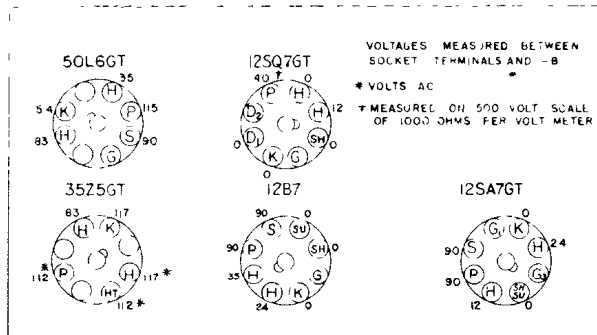 50L6GT
35
H
K
P
54
115
H
S
83
90
G
12SQ7GT
40 * 0
P
H
D2
H
12
D1
SH
0
0
K
G
0
VOLTAGES MEASURED BETWEEN
SOCKET TERMINALS AND -B
* VOLTS AC
* MEASURED ON 500 VOLT SCALE
OF 1000 OHMS PER VOLT METER
35Z5GT
83
117
H
K
P
* 112
H
117 *
HT
112 *
12B7
90
0
S
SU
90
P
SH
0
35
H
G
H
K
24
0
12SA7GT
0
G1
K
90
S
H
24
90
P
G3
H
SH
SU
12
0